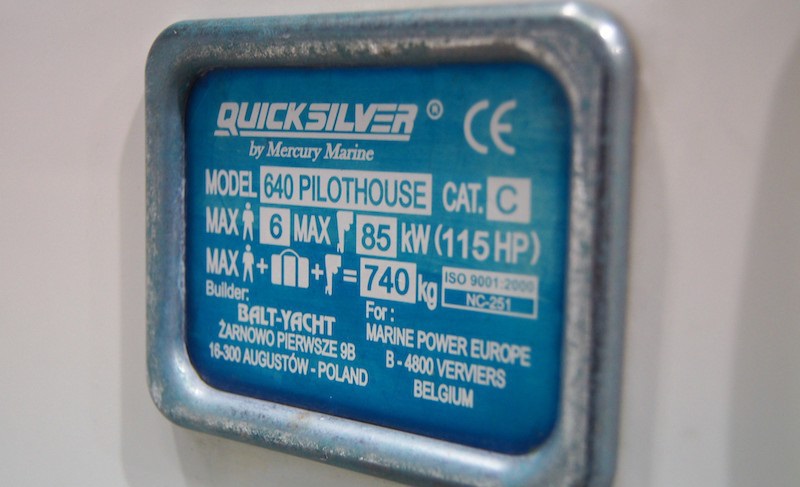 QUICKSILVER ® CE
by Mercury Marine
MODEL 640 PILOTHOUSE CAT. C
MAX 6 MAX 85 kW (115 HP)
MAX + + = 740 kg ISO 9001:2000
NC-251
Builder:
BALT-YACHT
ŻARNOWO PIERWSZE 9B
16-300 AUGUSTÓW - POLAND
For :
MARINE POWER EUROPE
B - 4800 VERVIERS
BELGIUM